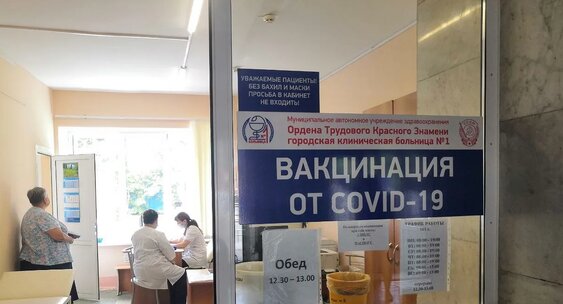 УВАЖАЕМЫЕ ПАЦИЕНТЫ!
БЕЗ БАХИЛ И МАСКИ
ПРОСЬБА В КАБИНЕТ
НЕ ВХОДИТЬ!
Муниципальное автономное учреждение здравоохранения
Ордена Трудового Красного Знамени
городская клиническая больница №1
ВАКЦИНАЦИЯ
ОТ COVID-19
Обед
12.30 - 13.00